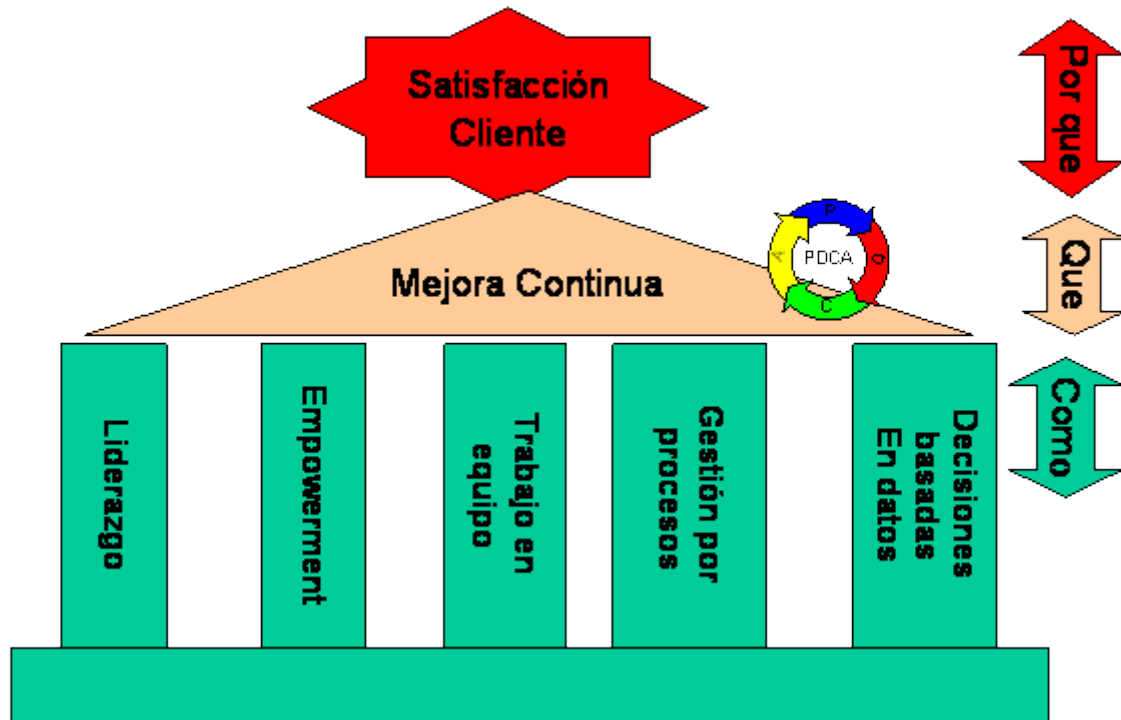 Satisfacción
Cliente
Por que
Mejora Continua
P
D
C
A
PDCA
Que
Liderazgo
Empowerment
Trabajo en
equipo
Gestión por
procesos
Decisiones
basadas
En datos
Como